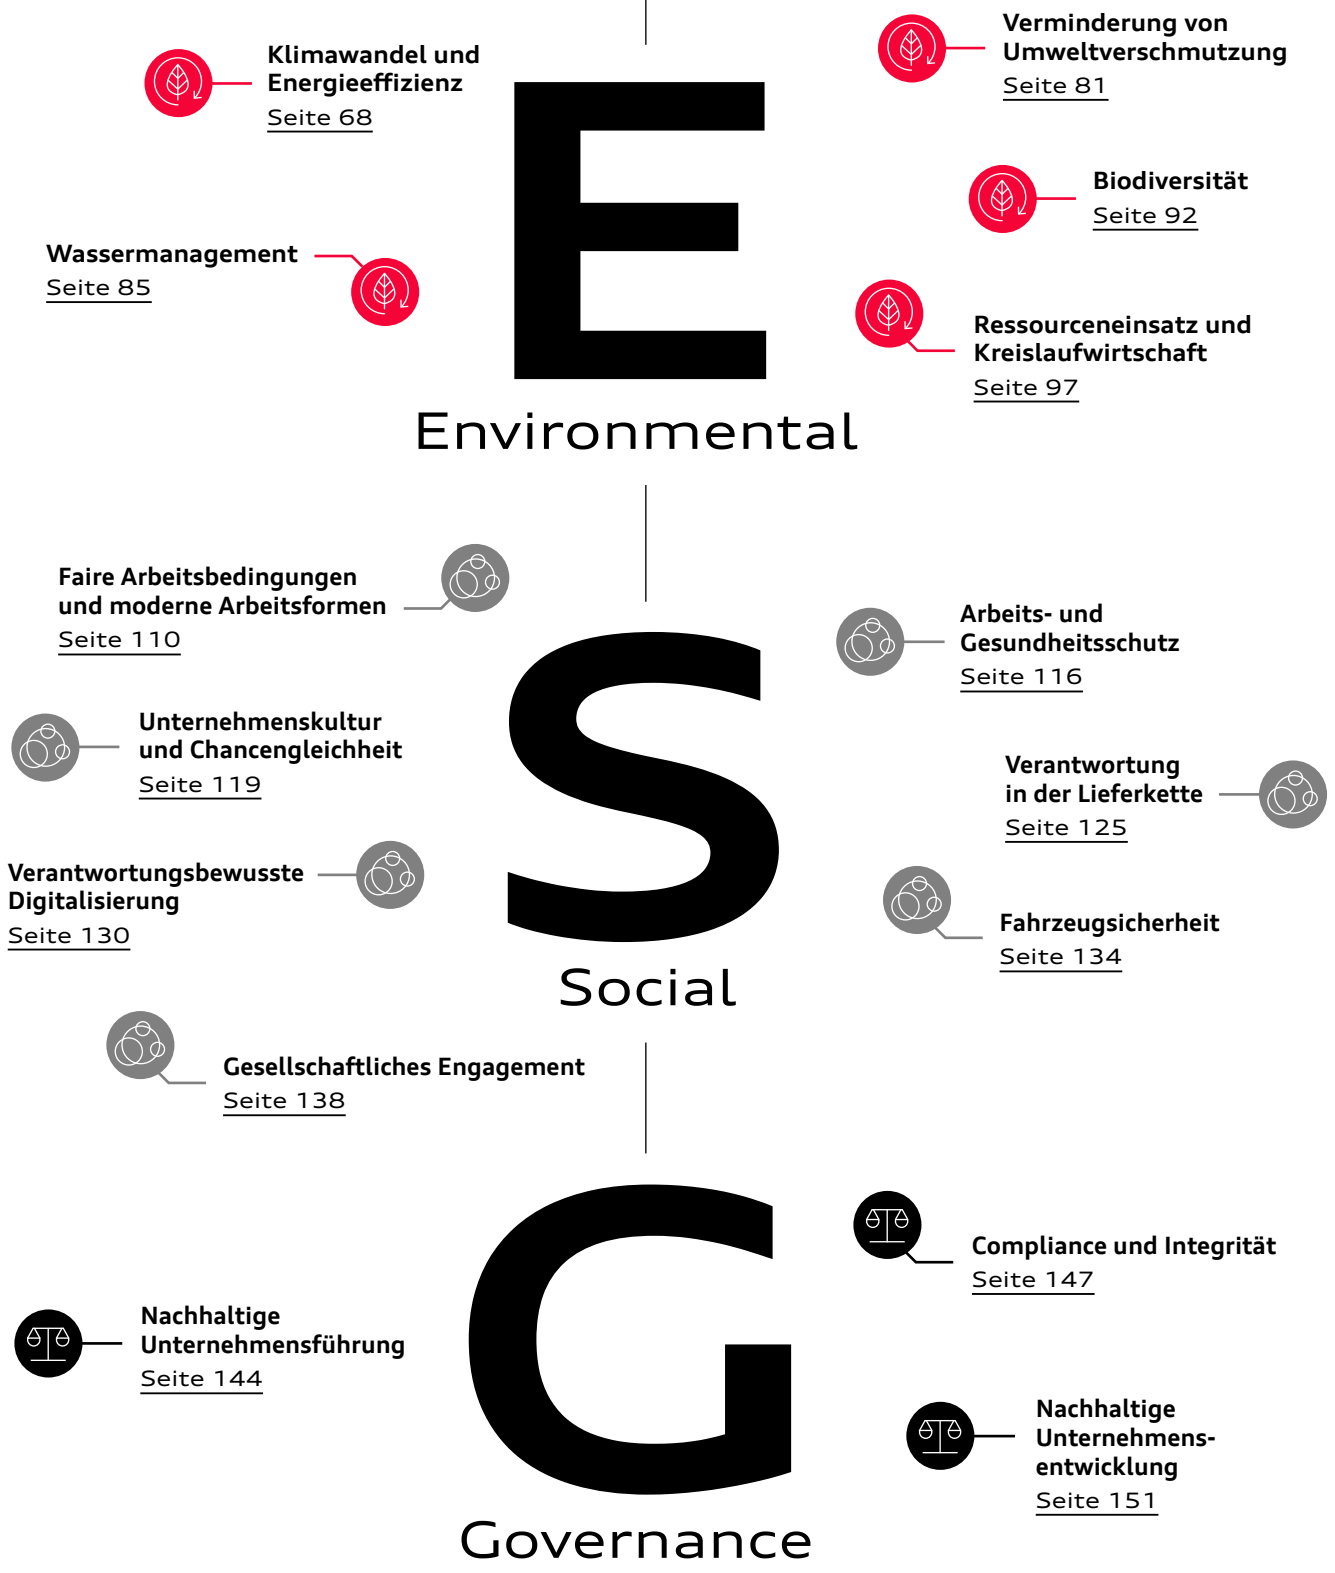 Klimawandel und
Energieeffizienz
Seite 68
Verminderung von
Umweltverschmutzung
Seite 81
Biodiversität
Seite 92
Wassermanagement
Seite 85
Ressourceneinsatz und
Kreislaufwirtschaft
Seite 97
E
Environmental
Faire Arbeitsbedingungen
und moderne Arbeitsformen
Seite 110
Arbeits- und
Gesundheitsschutz
Seite 116
Unternehmenskultur
und Chancengleichheit
Seite 119
Verantwortung
in der Lieferkette
Seite 125
Verantwortungsbewusste
Digitalisierung
Seite 130
Fahrzeugsicherheit
Seite 134
S
Social
Gesellschaftliches Engagement
Seite 138
Compliance und Integrität
Seite 147
Nachhaltige
Unternehmensführung
Seite 144
Nachhaltige
Unternehmens-
entwicklung
Seite 151
G
Governance